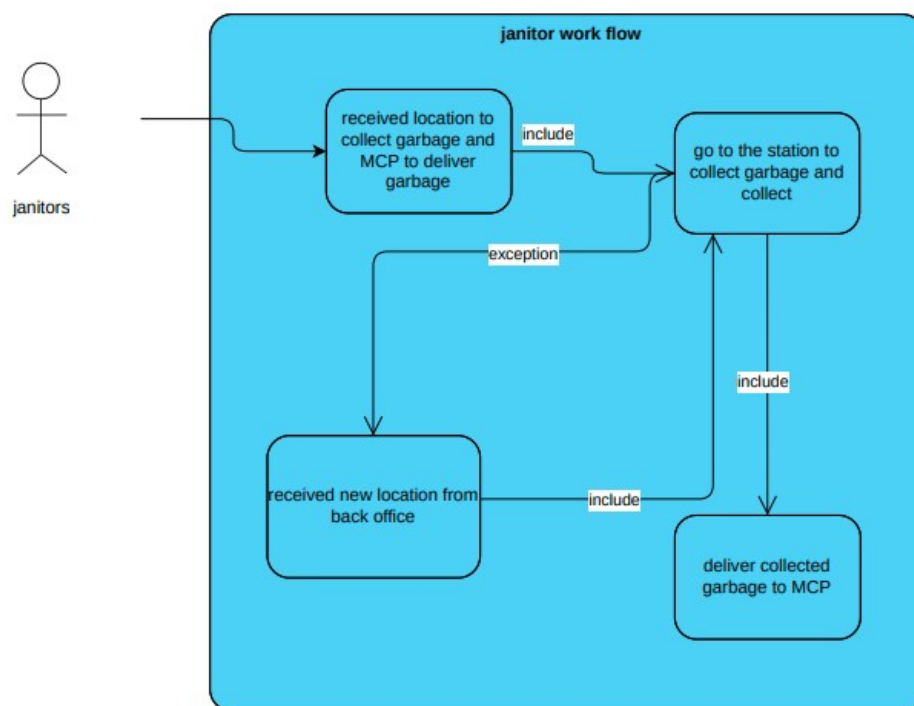 janitor work flow
janitors
received location to
collect garbage and
MCP to deliver
garbage
include
go to the station to
collect garbage and
collect
exception
include
received new location from
back office
include
deliver collected
garbage to MCP